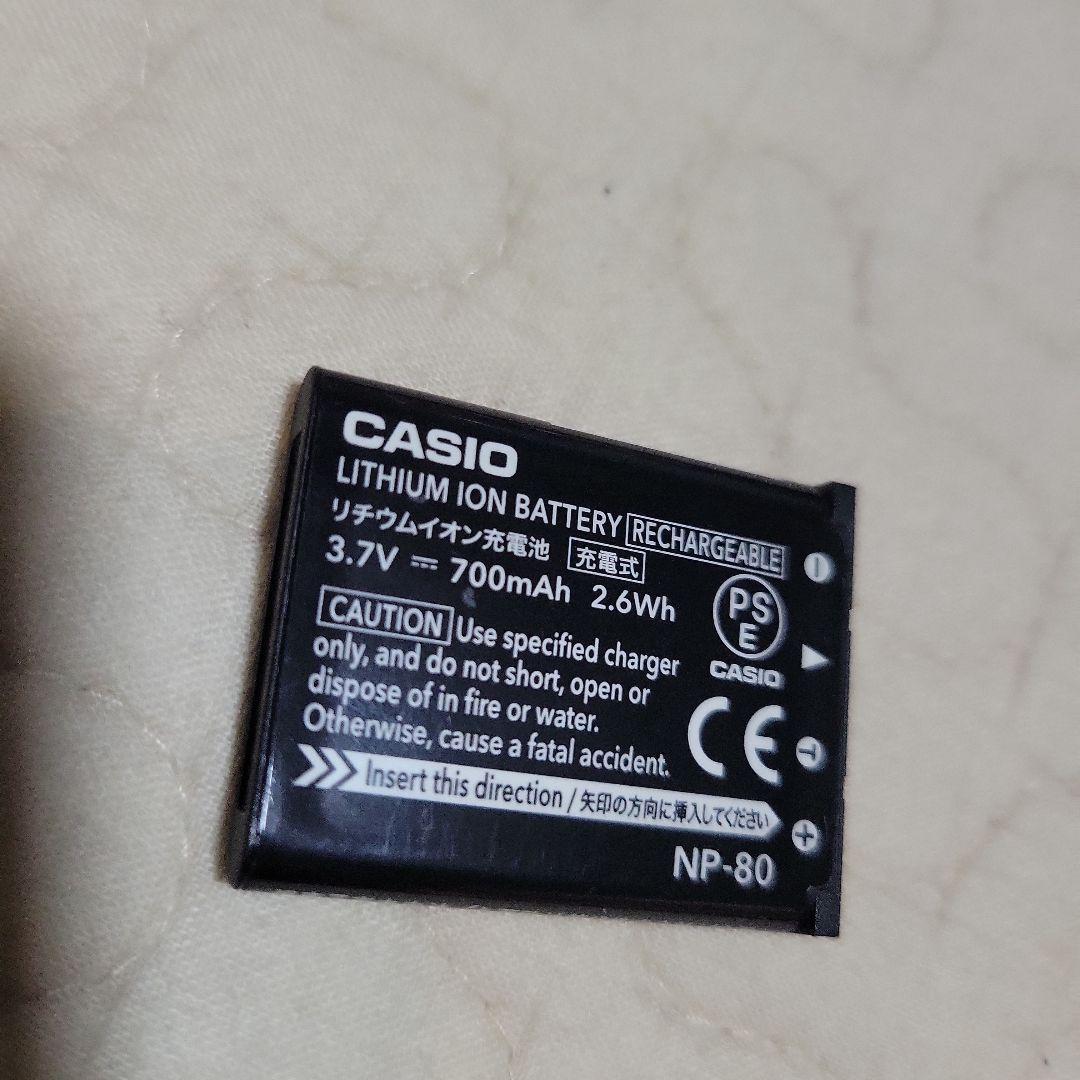 CASIO
LITHIUM ION BATTERY RECHARGEABLE
リチウムイオン充電池 充電式
3.7V ⎓ 700mAh 2.6Wh
PS
E
CASIO
CAUTION Use specified charger
only, and do not short, open or
dispose of in fire or water.
Otherwise, cause a fatal accident.
CE
Insert this direction / 矢印の方向に挿入してください
NP-80
－
T
+